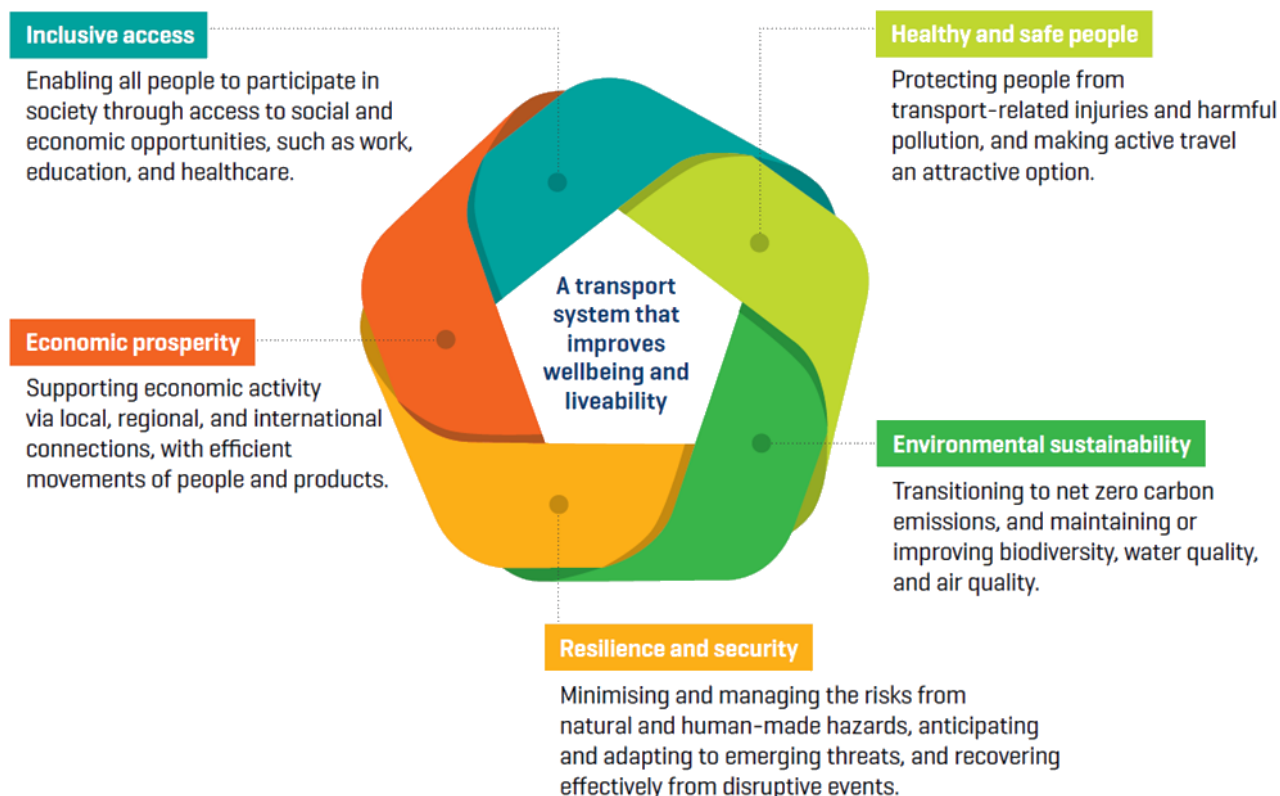 Inclusive access
Enabling all people to participate in
society through access to social and
economic opportunities, such as work,
education, and healthcare.
Healthy and safe people
Protecting people from
transport-related injuries and harmful
pollution, and making active travel
an attractive option.
A transport
system that
improves
wellbeing and
liveability
Economic prosperity
Supporting economic activity
via local, regional, and international
connections, with efficient
movements of people and products.
Environmental sustainability
Transitioning to net zero carbon
emissions, and maintaining or
improving biodiversity, water quality,
and air quality.
Resilience and security
Minimising and managing the risks from
natural and human-made hazards, anticipating
and adapting to emerging threats, and recovering
effectively from disruptive events.